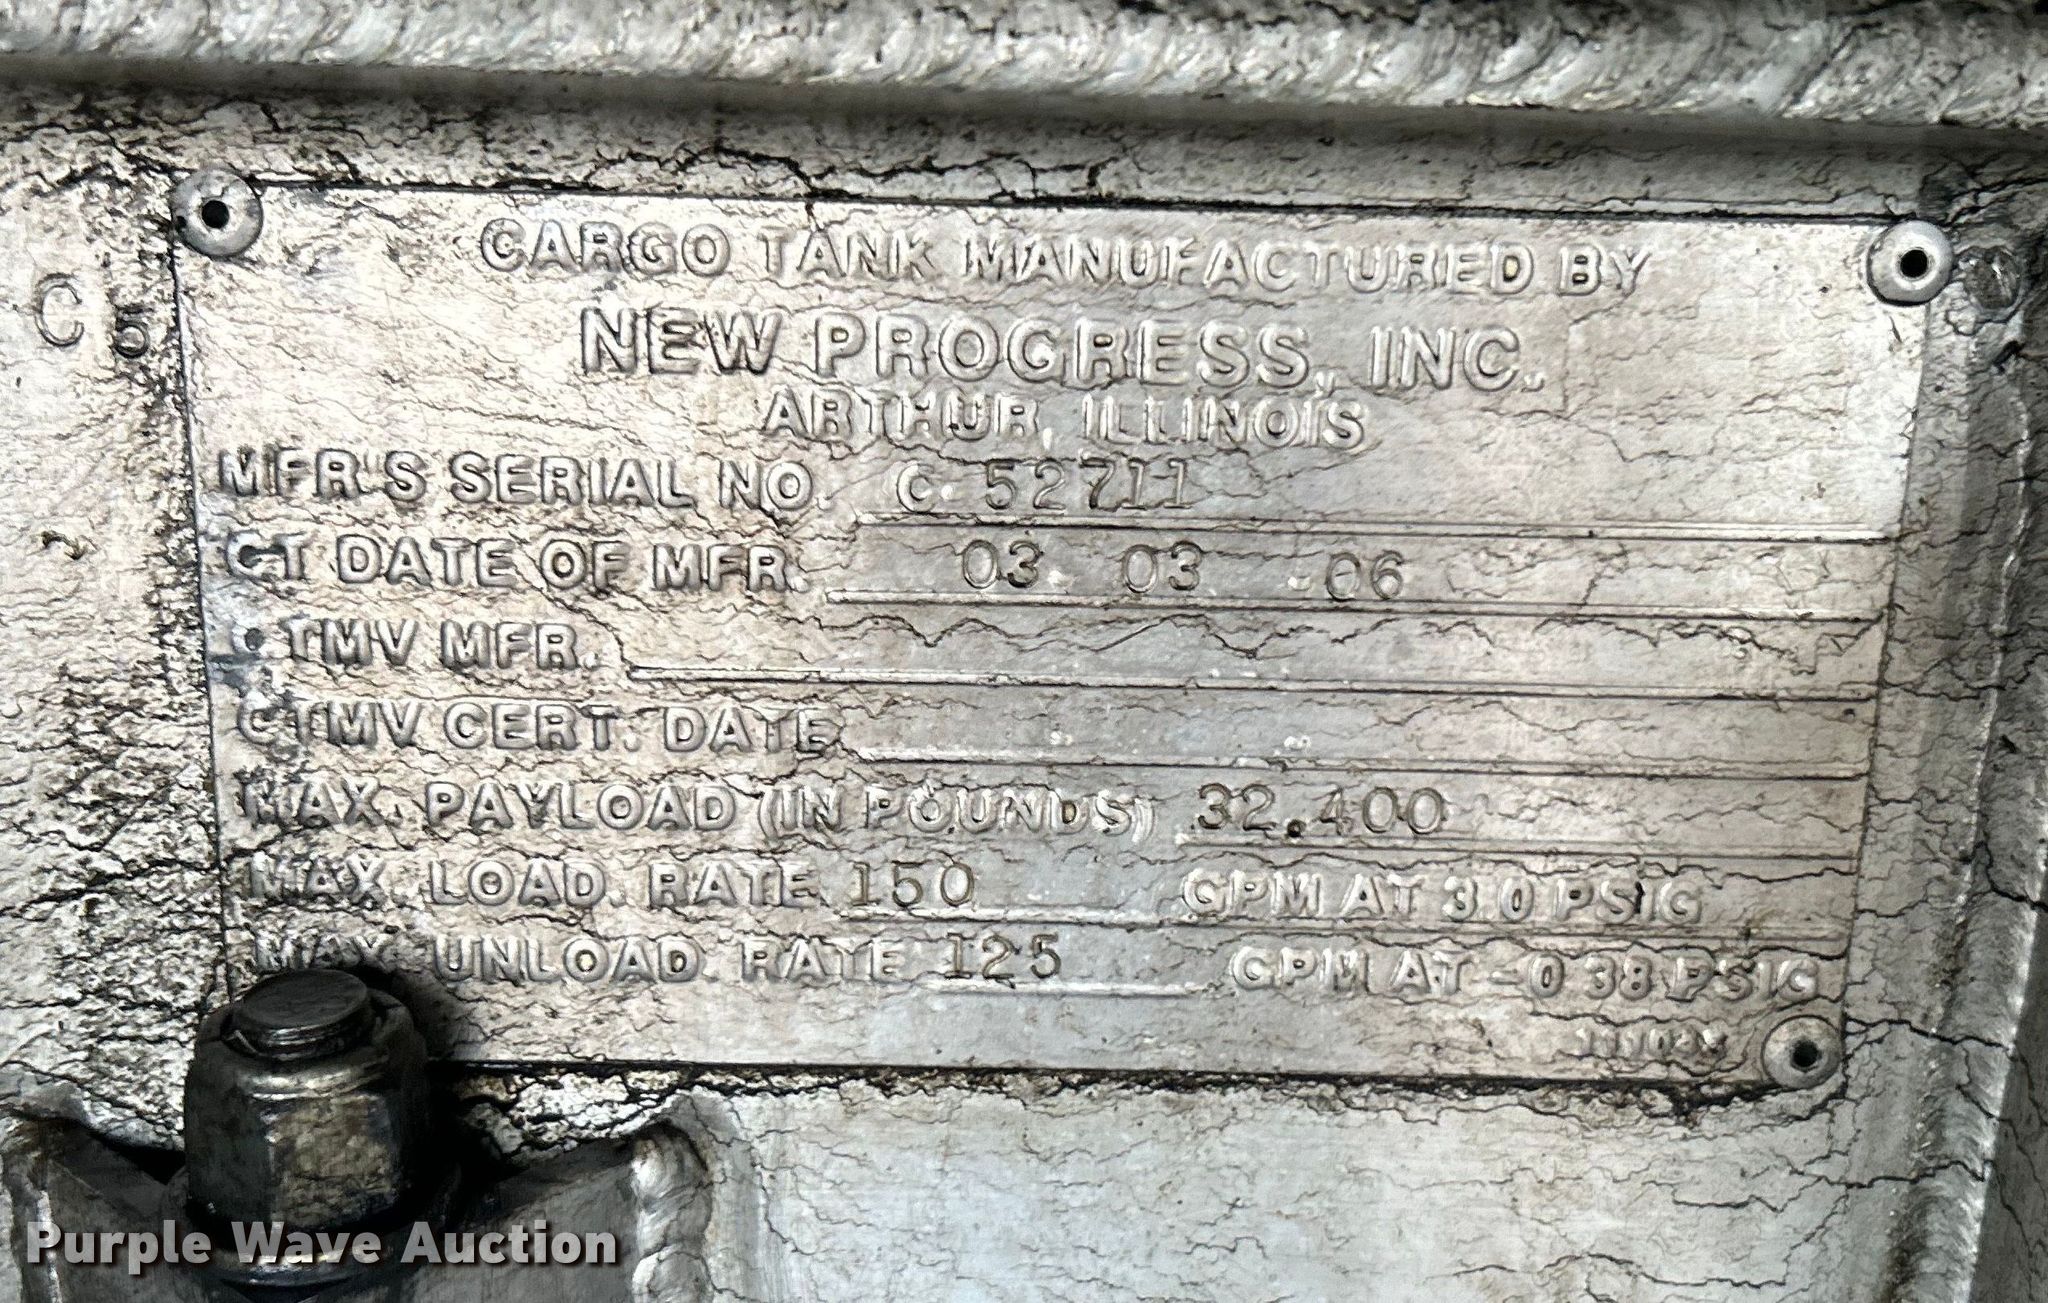 CARGO TANK MANUFACTURED BY
NEW PROGRESS, INC.
ARTHUR, ILLINOIS
C 5
MFR'S SERIAL NO. C 52711
CT DATE OF MFR. 03 03 06
CTMV MFR.
CTMV CERT. DATE
MAX. PAYLOAD (IN POUNDS) 32,400
MAX. LOAD. RATE 150 GPM AT 3.0 PSIG
MAX. UNLOAD. RATE 125 GPM AT -0.38 PSIG
Purple Wave Auction